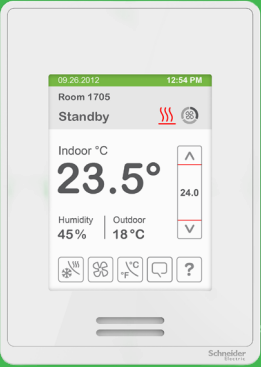 09.26.2012 12:54 PM
Room 1705
Standby
Indoor °C
23.5°
24.0
Humidity Outdoor
45% 18°C
°C
°F
?
Schneider
Electric